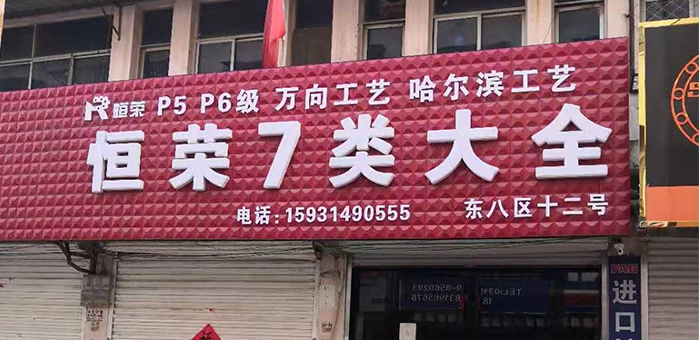 恒荣 P5 P6级 万向工艺 哈尔滨工艺
恒荣7类大全
电话:15931490555 东八区十二号
FAG
进口